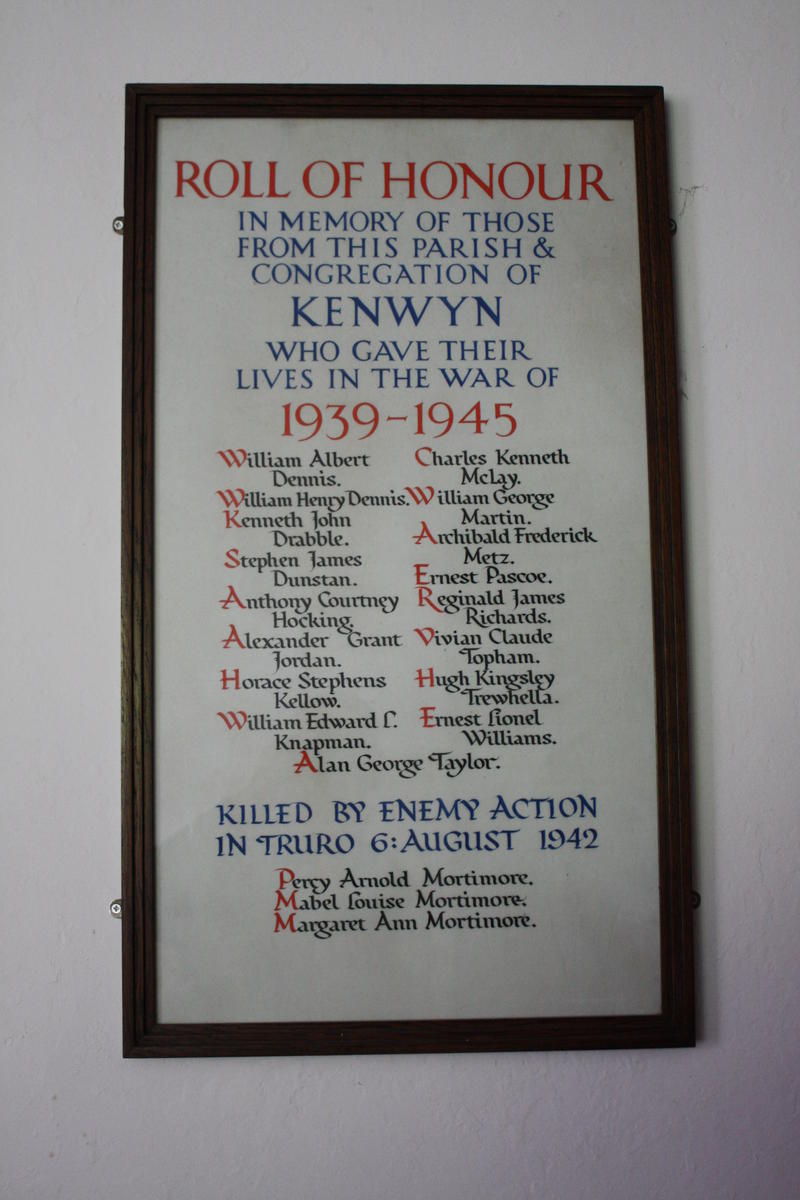 ROLL OF HONOUR
IN MEMORY OF THOSE
FROM THIS PARISH &
CONGREGATION OF
KENWYN
WHO GAVE THEIR
LIVES IN THE WAR OF
1939-1945
William Albert
Dennis.
William Henry Dennis.
Kenneth John
Drabble.
Stephen James
Dunstan.
Anthony Courtney
Hocking.
Alexander Grant
Jordan.
Horace Stephens
Kellow.
William Edward L.
Knapman.
Charles Kenneth
McLay.
William George
Martin.
Archibald Frederick
Metz.
Ernest Pascoe.
Reginald James
Richards.
Vivian Claude
Topham.
Hugh Kingsley
Trewhella.
Ernest Lionel
Williams.
Alan George Taylor.
KILLED BY ENEMY ACTION
IN TRURO 6:AUGUST 1942
Percy Arnold Mortimore.
Mabel Louise Mortimore.
Margaret Ann Mortimore.